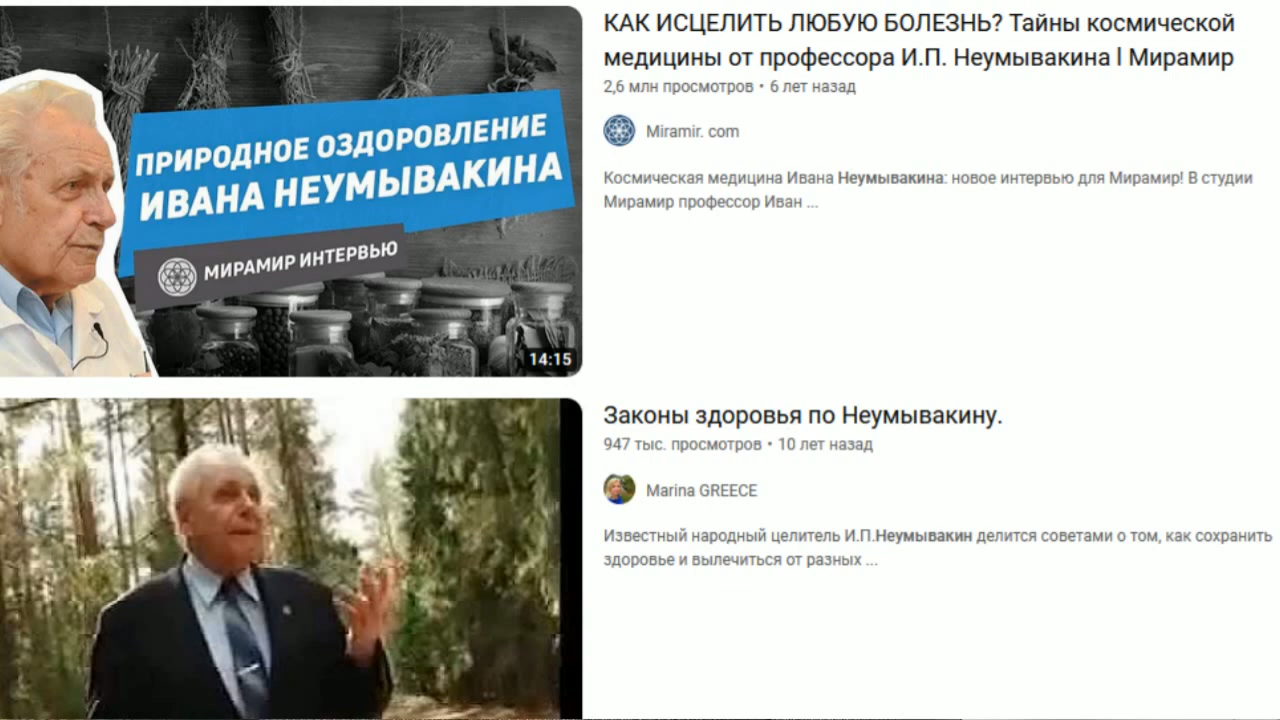 КАК ИСЦЕЛИТЬ ЛЮБУЮ БОЛЕЗНЬ? Тайны космической
медицины от профессора И.П. Неумывакина l Мирамир
2,6 млн просмотров • 6 лет назад
Miramir. com
Космическая медицина Ивана Неумывакина: новое интервью для Мирамир! В студии
Мирамир профессор Иван ...
ПРИРОДНОЕ ОЗДОРОВЛЕНИЕ
ИВАНА НЕУМЫВАКИНА
МИРАМИР ИНТЕРВЬЮ
14:15
Законы здоровья по Неумывакину.
947 тыс. просмотров • 10 лет назад
Marina GREECE
Известный народный целитель И.П.Неумывакин делится советами о том, как сохранить
здоровье и вылечиться от разных ...